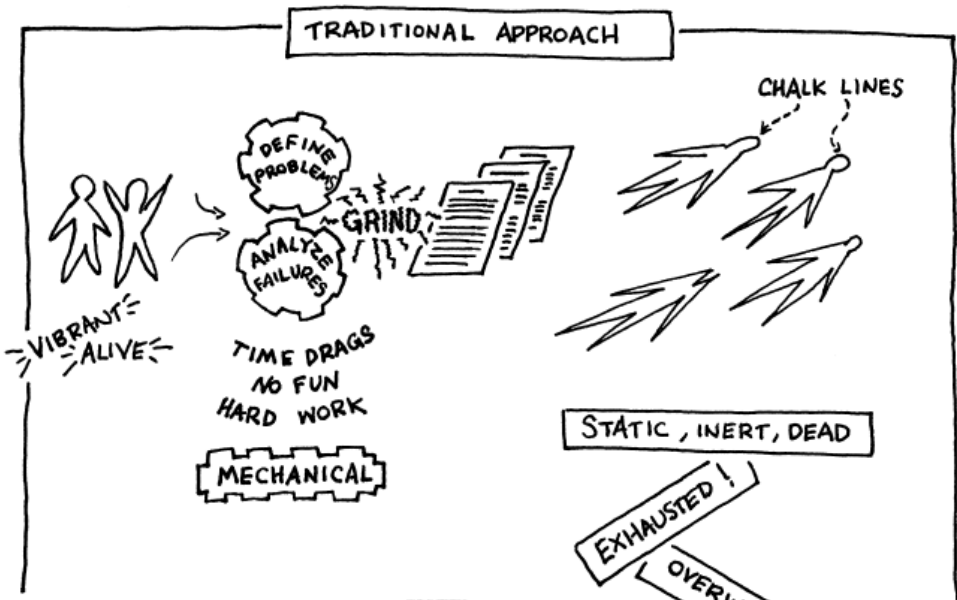 TRADITIONAL APPROACH
CHALK LINES
DEFINE
PROBLEMS
GRIND
ANALYZE
FAILURES
VIBRANT
ALIVE
TIME DRAGS
NO FUN
HARD WORK
MECHANICAL
STATIC, INERT, DEAD
EXHAUSTED!